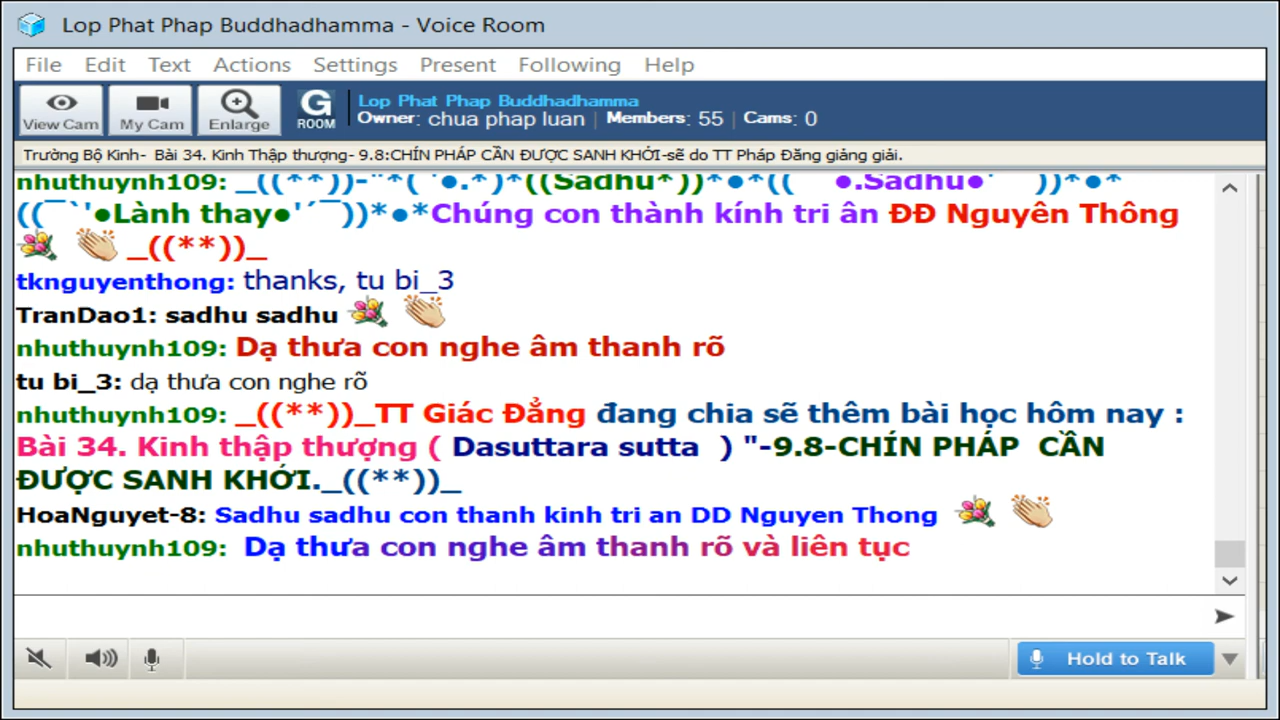 Lop Phat Phap Buddhadhamma - Voice Room
File Edit Text Actions Settings Present Following Help
View Cam My Cam Enlarge G ROOM Lop Phat Phap Buddhadhamma
Owner: chua phap luan | Members: 55 | Cams: 0
Trường Bộ Kinh- Bài 34. Kinh Thập thượng- 9.8:CHÍN PHÁP CẦN ĐƯỢC SANH KHỞI-sẽ do TT Pháp Đăng giảng giải.
nhuthuynh109: _((**))-"*( '●.*)*((Sadhu*))*●*(( ●.Sadhu●' ))*●*
((¯`'●Lành thay●'´¯))*●*Chúng con thành kính tri ân ĐĐ Nguyên Thông
_((**))_
tknguyenthong: thanks, tu bi_3
TranDao1: sadhu sadhu
nhuthuynh109: Dạ thưa con nghe âm thanh rõ
tu bi_3: dạ thưa con nghe rõ
nhuthuynh109: _((**))_TT Giác Đẳng đang chia sẽ thêm bài học hôm nay :
Bài 34. Kinh thập thượng ( Dasuttara sutta ) "-9.8-CHÍN PHÁP CẦN
ĐƯỢC SANH KHỞI._((**))_
HoaNguyet-8: Sadhu sadhu con thanh kinh tri an DD Nguyen Thong
nhuthuynh109: Dạ thưa con nghe âm thanh rõ và liên tục
Hold to Talk